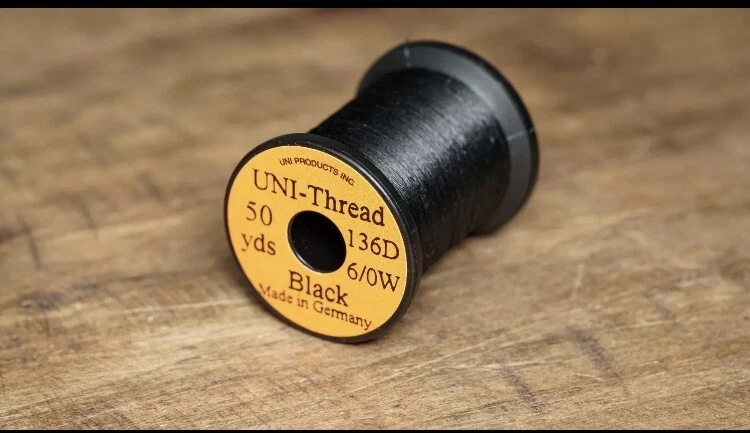 UNI PRODUCTS INC
UNI-Thread
50 yds
136D
6/0W
Black
Made in Germany